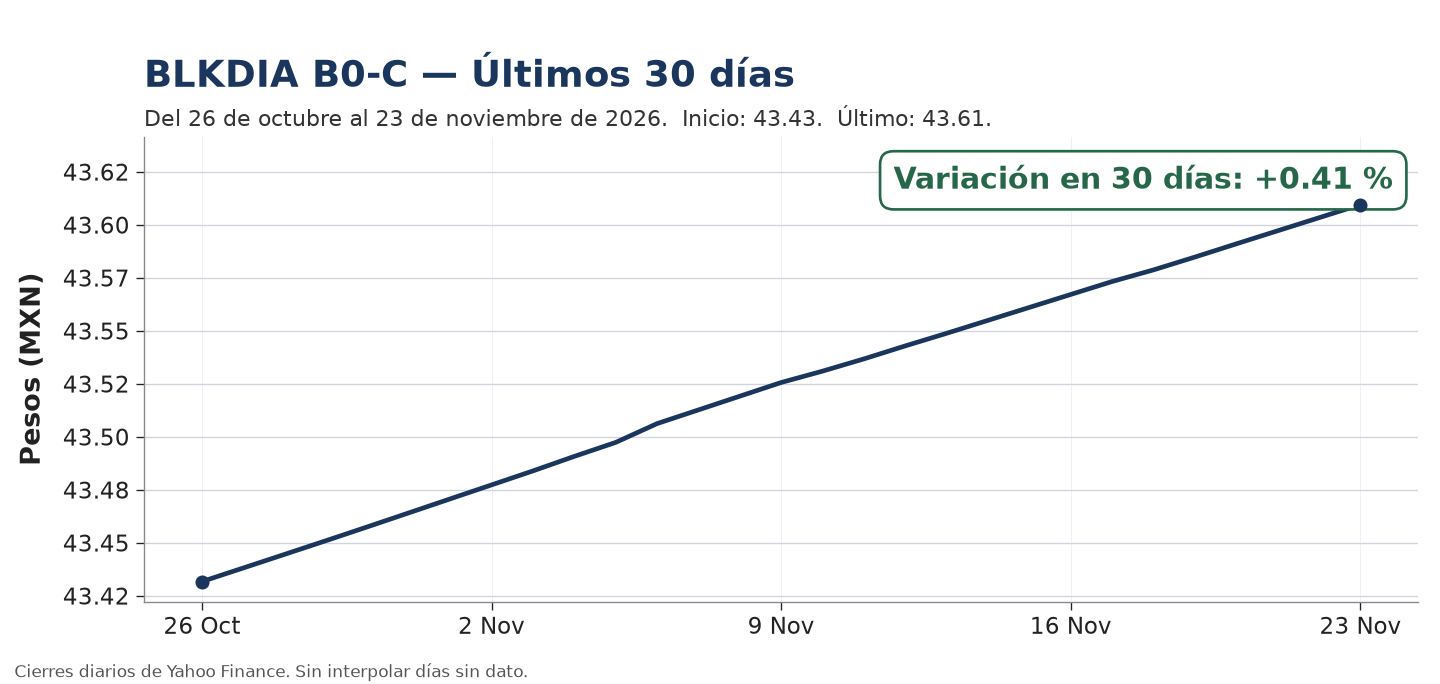 BLKDIA B0-C — Últimos 30 días
Del 26 de octubre al 23 de noviembre de 2026.  Inicio: 43.43.  Último: 43.61.
Variación en 30 días: +0.41 %
Pesos (MXN)
43.62
43.60
43.57
43.55
43.52
43.50
43.48
43.45
43.42
26 Oct
2 Nov
9 Nov
16 Nov
23 Nov
Cierres diarios de Yahoo Finance. Sin interpolar días sin dato.